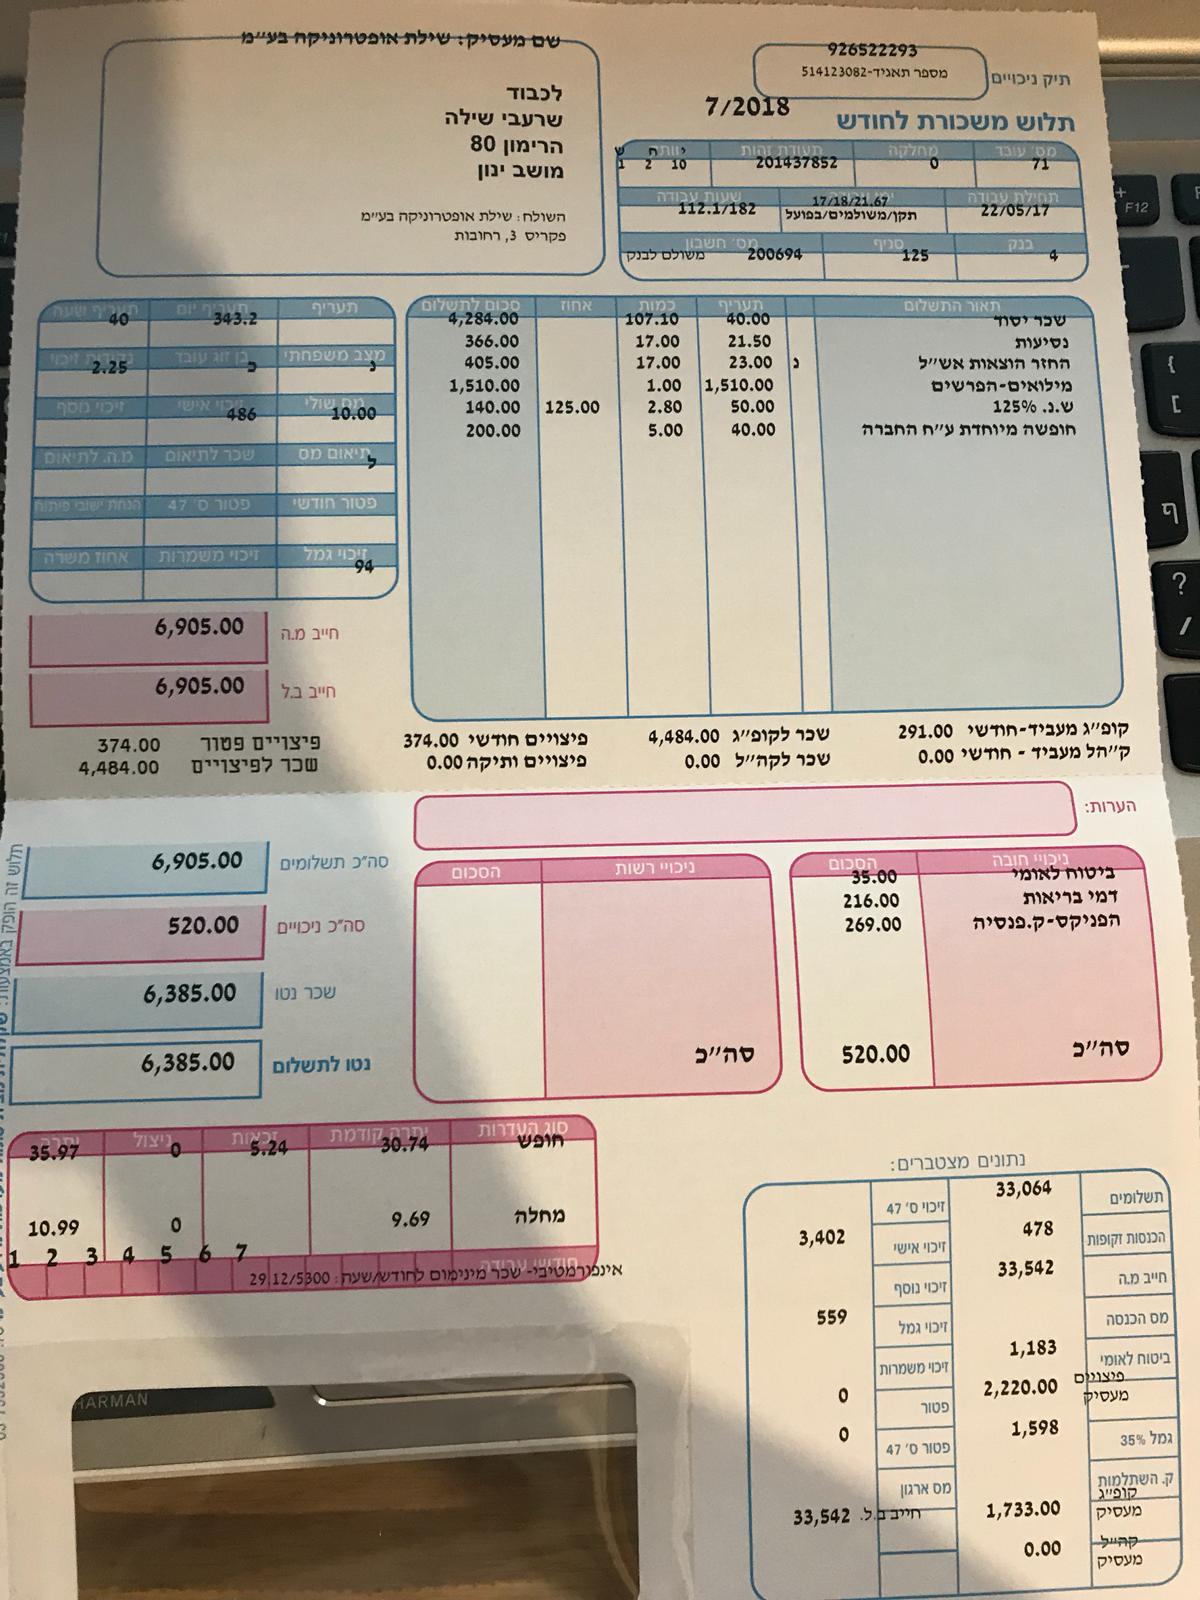 שם מעסיק: שילת אופטרוניקה בע״מ
לכבוד
שרעבי שילה
הרימון 80
מושב ינון
השולח: שילת אופטרוניקה בע״מ
פקריס 3, רחובות
תיק ניכויים 926522293
מספר תאגיד-514123082
תלוש משכורת לחודש 7/2018
מס׳ עובד מחלקה תעודת זהות
71 0 201437852 10 2 1
תחילת עבודה ימי עבודה שעות עבודה
22/05/17 17/18/21.67 112.1/182
תקן/משולמים/בפועל
בנק סניף מס׳ חשבון
4 125 200694 משולם לבנק
תאור התשלום תעריף כמות אחוז סכום לתשלום
שכר יסוד 40.00 107.10 4,284.00
נסיעות 21.50 17.00 366.00
החזר הוצאות אש״ל נ 23.00 17.00 405.00
מילואים-הפרשים 1,510.00 1.00 1,510.00
ש.נ. 125% 50.00 2.80 125.00 140.00
חופשה מיוחדת ע״ח החברה 40.00 5.00 200.00
תעריף תעריף יום תעריף שעה
343.2 40
מצב משפחתי בן זוג עובד נקודות זיכוי
נ כ 2.25
מס שולי זיכוי אישי זיכוי נוסף
10.00 486
תיאום מס שכר לתיאום מ.ה. לתיאום
ל
פטור חודשי פטור ס׳ 47 הנחת ישובי פיתוח
זיכוי גמל זיכוי משמרות אחוז משרה
94
חייב מ.ה 6,905.00
חייב ב.ל 6,905.00
קופ״ג מעביד-חודשי 291.00 שכר לקופ״ג 4,484.00 פיצויים חודשי 374.00 פיצויים פטור 374.00
ק״הל מעביד - חודשי 0.00 שכר לקה״ל 0.00 פיצויים ותיקה 0.00 שכר לפיצויים 4,484.00
הערות:
ניכויי חובה הסכום
ביטוח לאומי 35.00
דמי בריאות 216.00
הפניקס-ק.פנסיה 269.00
סה״כ 520.00
ניכויי רשות הסכום
סה״כ
סה״כ תשלומים 6,905.00
סה״כ ניכויים 520.00
שכר נטו 6,385.00
נטו לתשלום 6,385.00
סוג העדרות יתרה קודמת זכאות ניצול יתרה
חופש 30.74 5.24 0 35.97
מחלה 9.69 0 10.99
1 2 3 4 5 6 7
חודשי עבודה
אינפורמטיבי- שכר מינימום לחודש/שעה: 29.12/5300
נתונים מצטברים:
תשלומים 33,064 זיכוי ס׳ 47
הכנסות זקופות 478 זיכוי אישי 3,402
חייב מ.ה 33,542 זיכוי נוסף
מס הכנסה זיכוי גמל 559
ביטוח לאומי 1,183 זיכוי משמרות
פיצויים מעסיק 2,220.00 פטור 0
גמל 35% 1,598 פטור ס׳ 47 0
ק. השתלמות מס ארגון
קופ״ג מעסיק 1,733.00 חייב ב.ל. 33,542
קה״ל מעסיק 0.00
HARMAN
F12